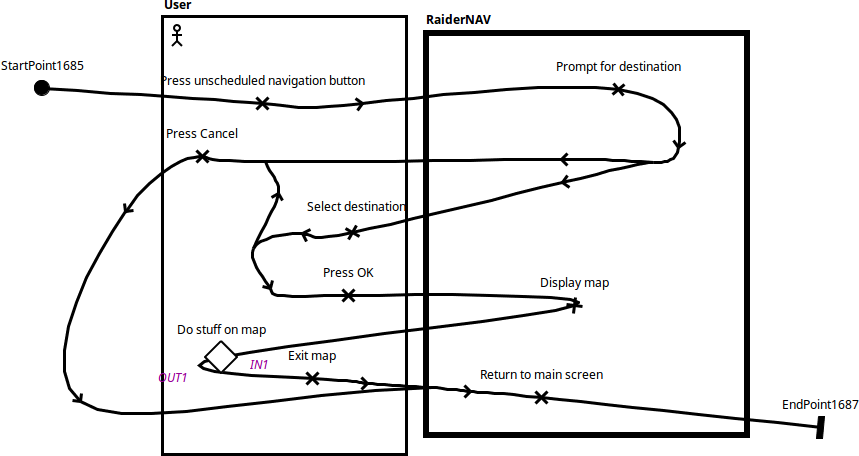 User
RaiderNAV
StartPoint1685
Press unscheduled navigation button
Prompt for destination
Press Cancel
Select destination
Press OK
Display map
Do stuff on map
IN1
Exit map
OUT1
Return to main screen
EndPoint1687